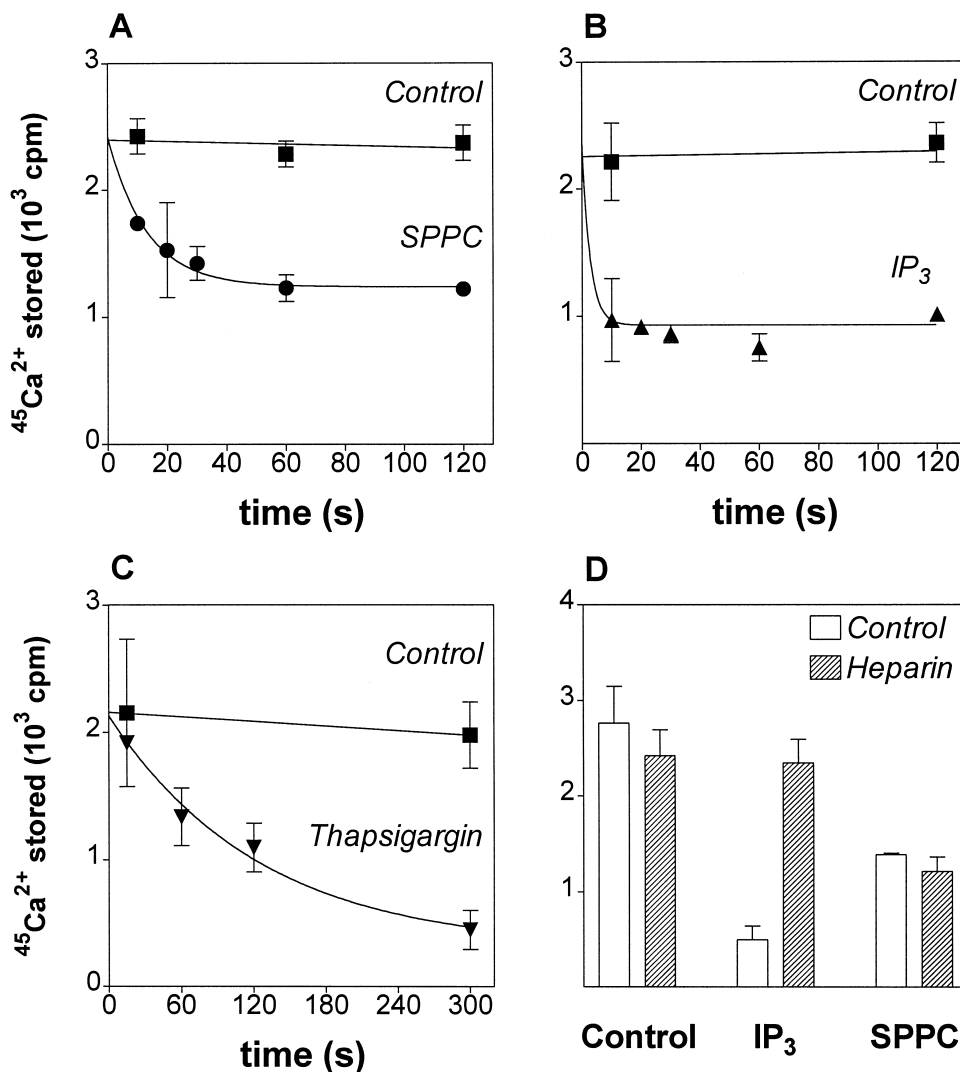 A
3
2
1
0
⁴⁵Ca²⁺ stored (10³ cpm)
Control
SPPC
0 20 40 60 80 100 120
time (s)
B
3
2
1
Control
IP₃
0 20 40 60 80 100 120
time (s)
C
3
2
1
0
⁴⁵Ca²⁺ stored (10³ cpm)
Control
Thapsigargin
0 60 120 180 240 300
time (s)
D
4
3
2
1
Control
Heparin
Control IP₃ SPPC